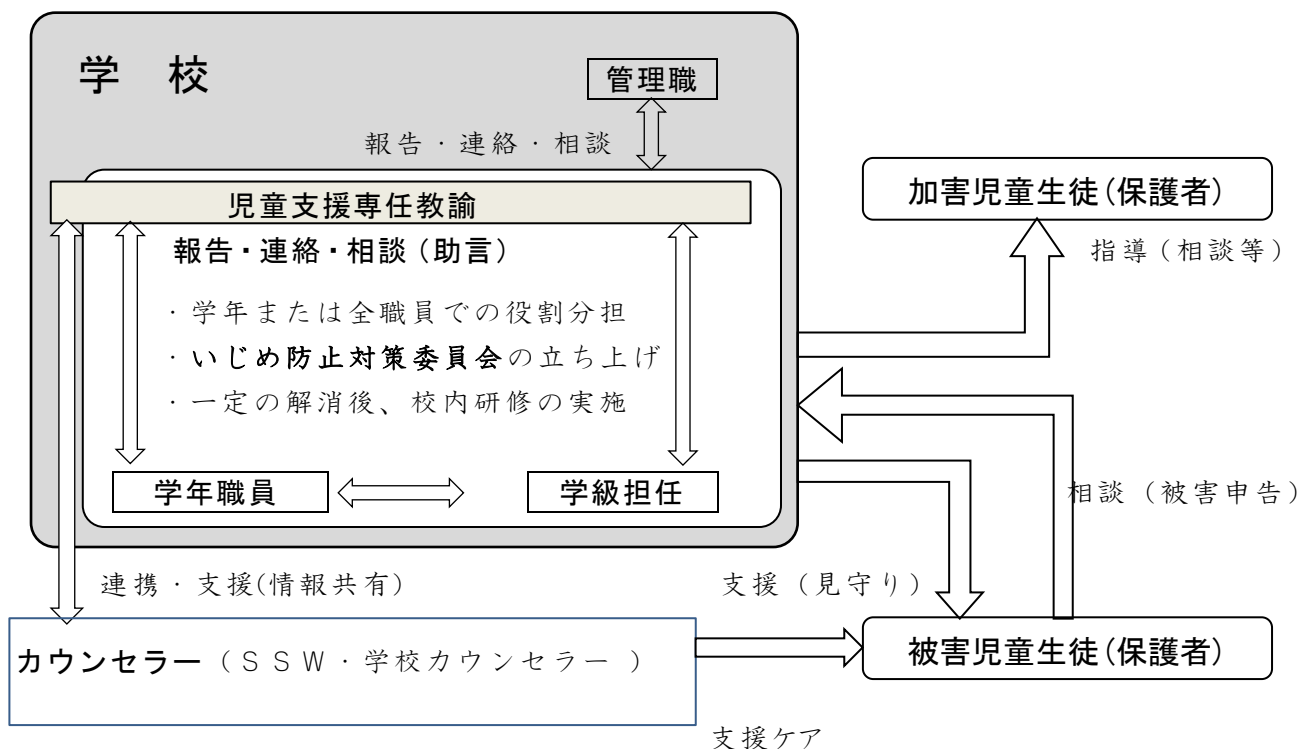 学 校
管理職
報告・連絡・相談
児童支援専任教諭
報告・連絡・相談（助言）
・学年または全職員での役割分担
・いじめ防止対策委員会の立ち上げ
・一定の解消後、校内研修の実施
学年職員
学級担任
加害児童生徒(保護者)
指導（相談等）
相談（被害申告）
連携・支援(情報共有)
支援（見守り）
カウンセラー（ＳＳＷ・学校カウンセラー ）
被害児童生徒(保護者)
支援ケア